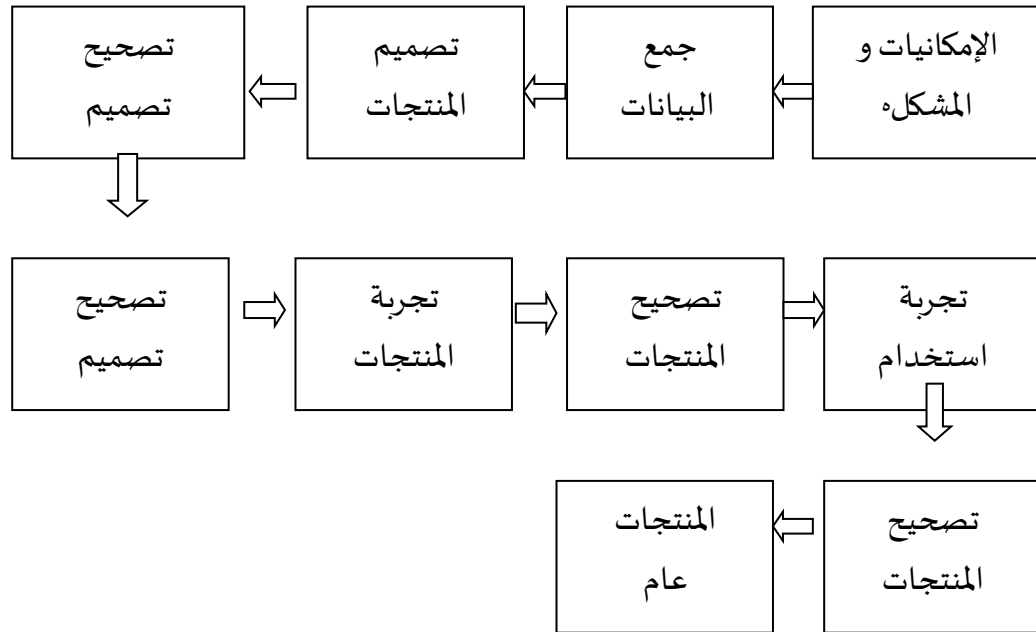 الإمكانيات و
المشكله
جمع
البيانات
تصميم
المنتجات
تصحيح
تصميم
تصحيح
تصميم
تجربة
المنتجات
تصحيح
المنتجات
تجربة
استخدام
تصحيح
المنتجات
المنتجات
عام